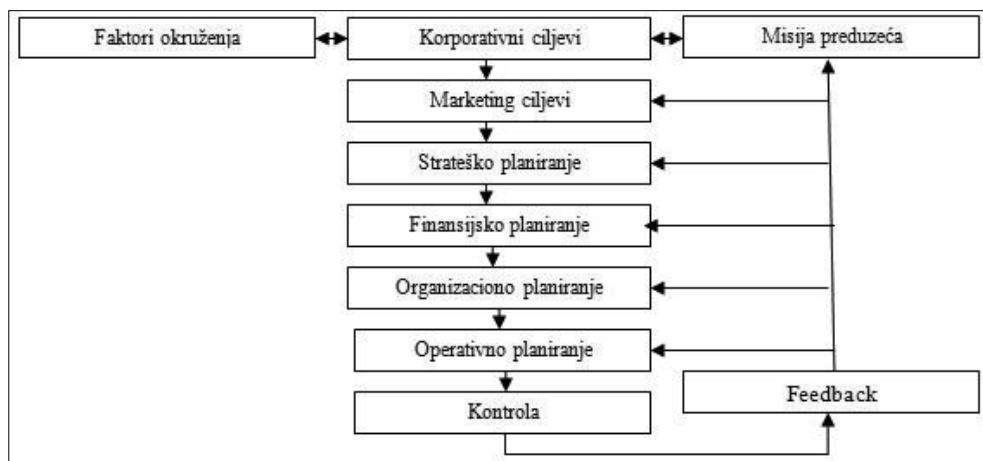 Faktori okruženja
Korporativni ciljevi
Misija preduzeća
Marketing ciljevi
Strateško planiranje
Finansijsko planiranje
Organizaciono planiranje
Operativno planiranje
Feedback
Kontrola